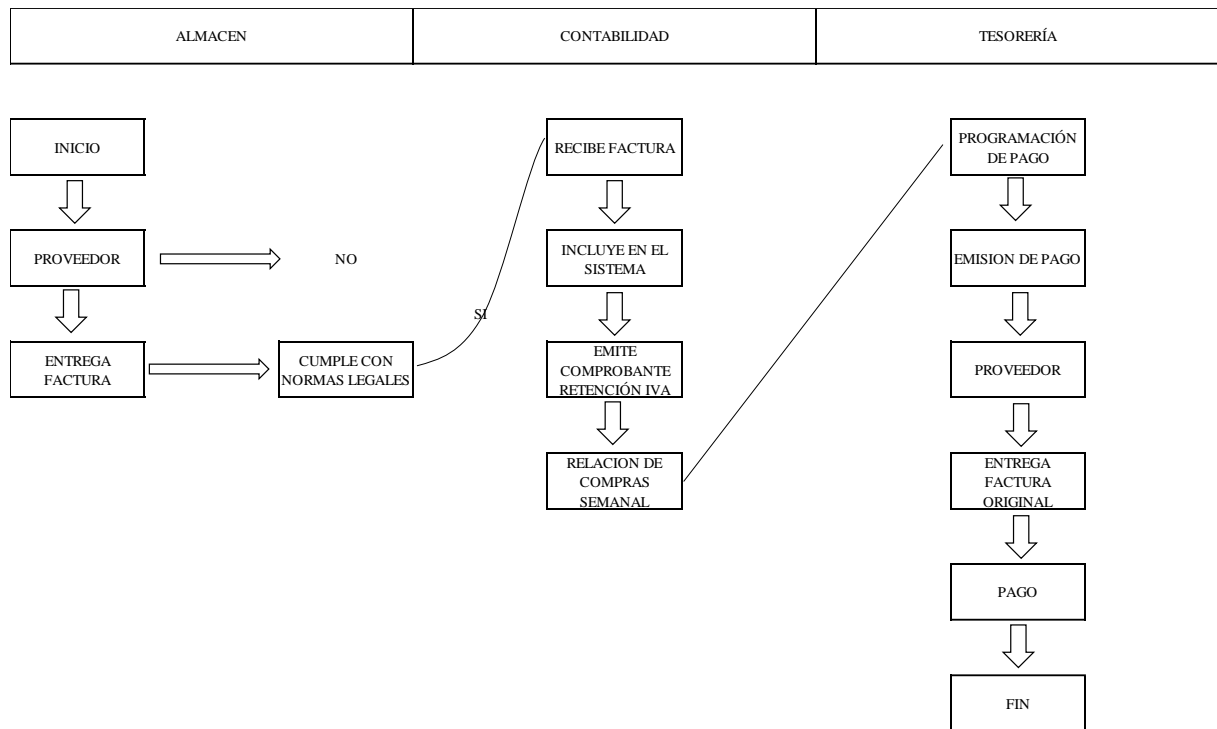 ALMACEN
CONTABILIDAD
TESORERÍA
INICIO
PROVEEDOR
NO
ENTREGA
FACTURA
CUMPLE CON
NORMAS LEGALES
SI
RECIBE FACTURA
INCLUYE EN EL
SISTEMA
EMITE
COMPROBANTE
RETENCIÓN IVA
RELACION DE
COMPRAS
SEMANAL
PROGRAMACIÓN
DE PAGO
EMISION DE PAGO
PROVEEDOR
ENTREGA
FACTURA
ORIGINAL
PAGO
FIN